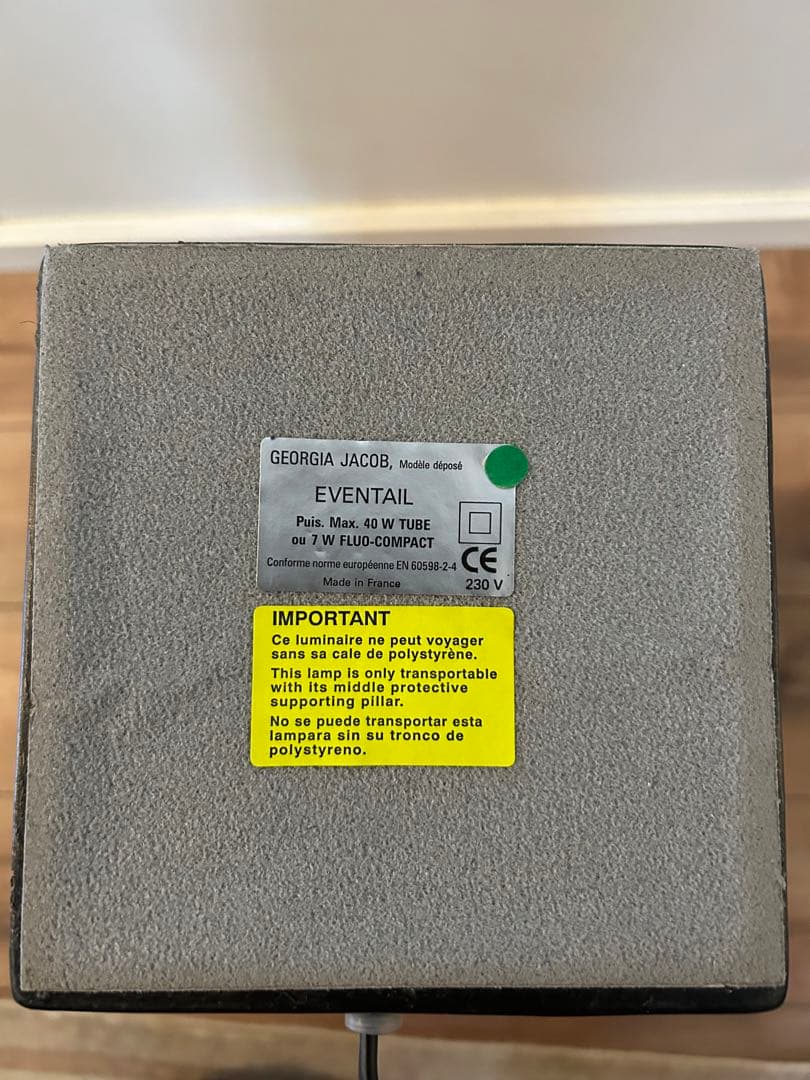 GEORGIA JACOB, Modèle déposé
EVENTAIL
Puis. Max. 40 W TUBE
ou 7 W FLUO-COMPACT
Conforme norme européenne EN 60598-2-4
CE
Made in France
230 V
IMPORTANT
Ce luminaire ne peut voyager
sans sa cale de polystyrène.
This lamp is only transportable
with its middle protective
supporting pillar.
No se puede transportar esta
lampara sin su tronco de
polystyreno.